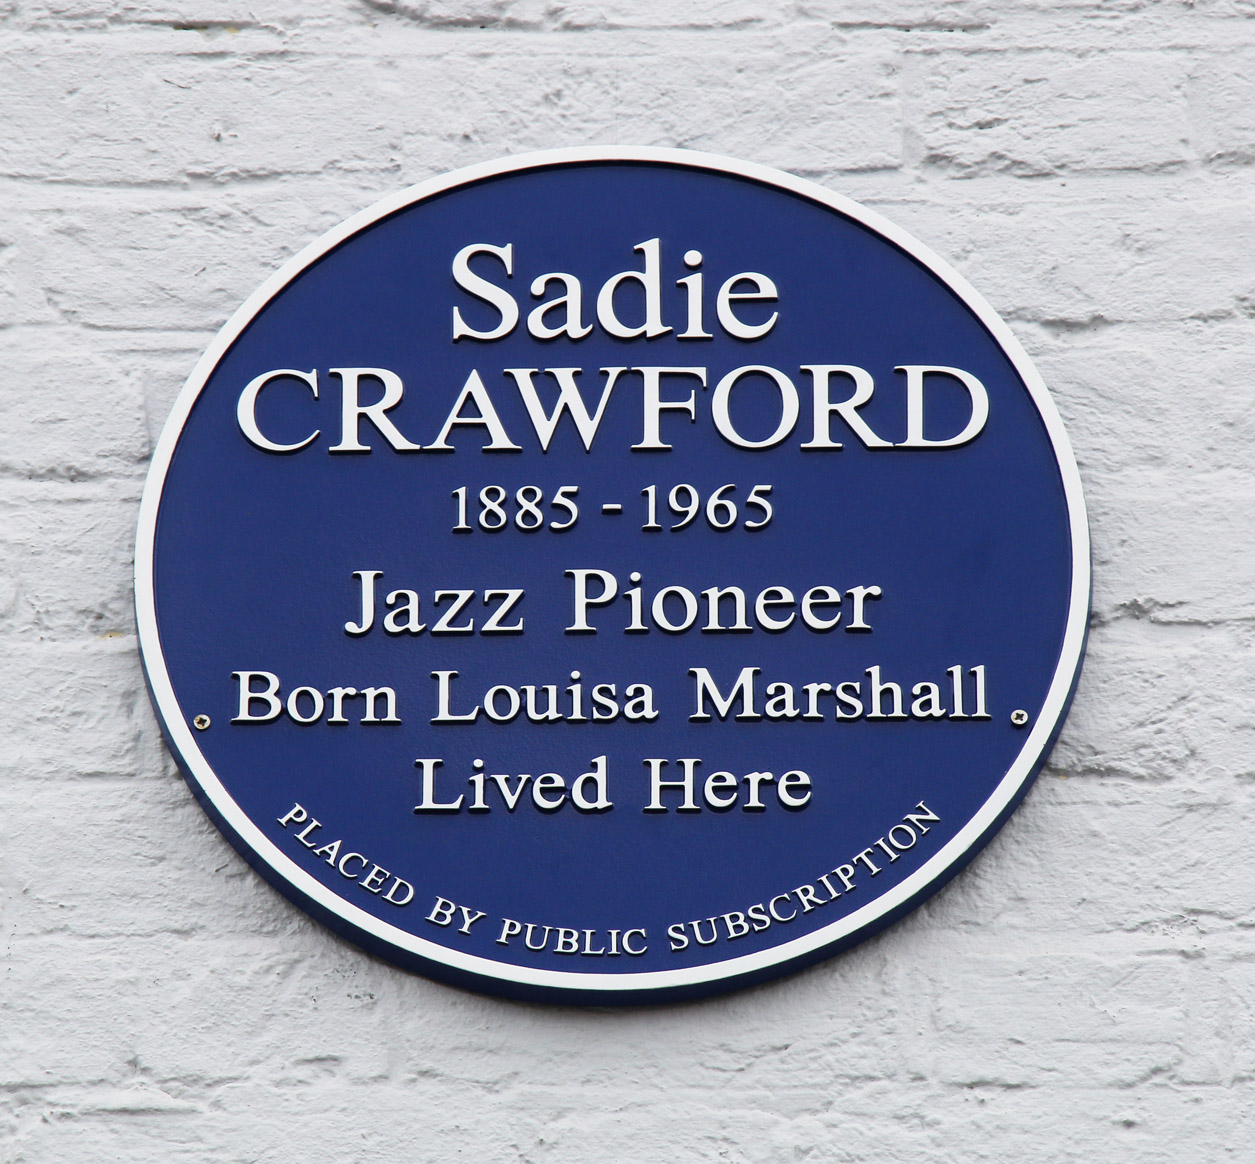 Sadie
CRAWFORD
1885 - 1965
Jazz Pioneer
Born Louisa Marshall
Lived Here
PLACED BY PUBLIC SUBSCRIPTION